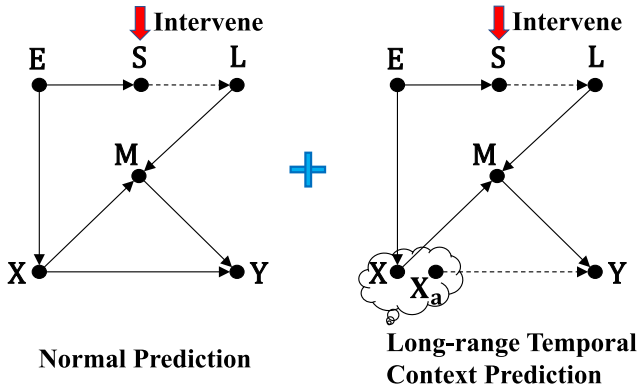 Intervene
E S L
M
X Y
Normal Prediction
Intervene
E S L
M
X Xa Y
Long-range Temporal
Context Prediction